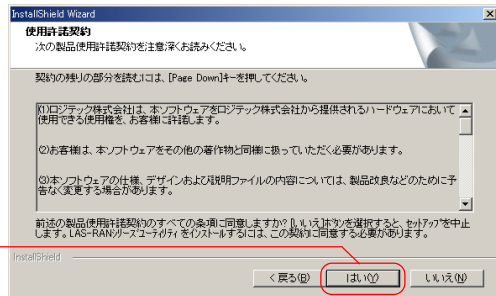 InstallShield Wizard
使用許諾契約
次の製品使用許諾契約を注意深くお読みください。
契約の残りの部分を読むには、[Page Down]キーを押してください。
(1)ロジテック株式会社は、本ソフトウェアをロジテック株式会社から提供されるハードウェアにおいて
使用できる使用権を、お客様に許諾します。
(2)お客様は、本ソフトウェアをその他の著作物と同様に扱っていただく必要があります。
(3)本ソフトウェアの仕様、デザインおよび説明ファイルの内容については、製品改良などのために予
告なく変更する場合があります。
前述の製品使用許諾契約のすべての条項に同意しますか?[いいえ]ボタンを選択すると、セットアップを中止
します。LAS-RANシリーズユーティリティ をインストールするには、この契約に同意する必要があります。
InstallShield
< 戻る(B)
はい(Y)
いいえ(N)